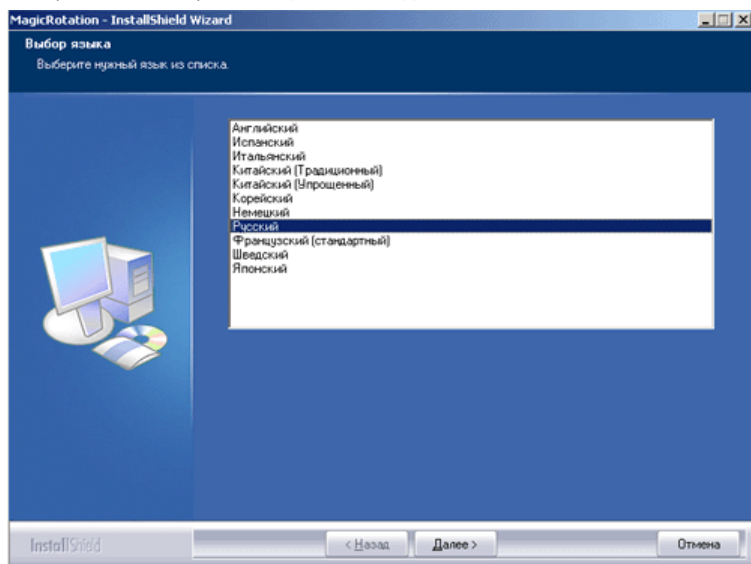 MagicRotation - InstallShield Wizard
Выбор языка
Выберите нужный язык из списка.
Английский
Испанский
Итальянский
Китайский (Традиционный)
Китайский (Упрощенный)
Корейский
Немецкий
Русский
Французский (стандартный)
Шведский
Японский
InstallShield
< Назад
Далее >
Отмена